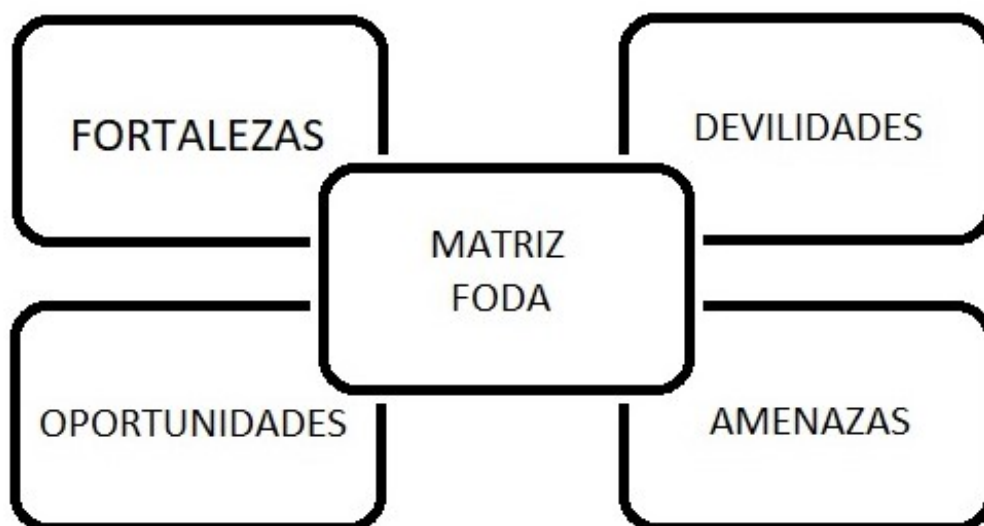 FORTALEZAS
DEVILIDADES
MATRIZ
FODA
OPORTUNIDADES
AMENAZAS